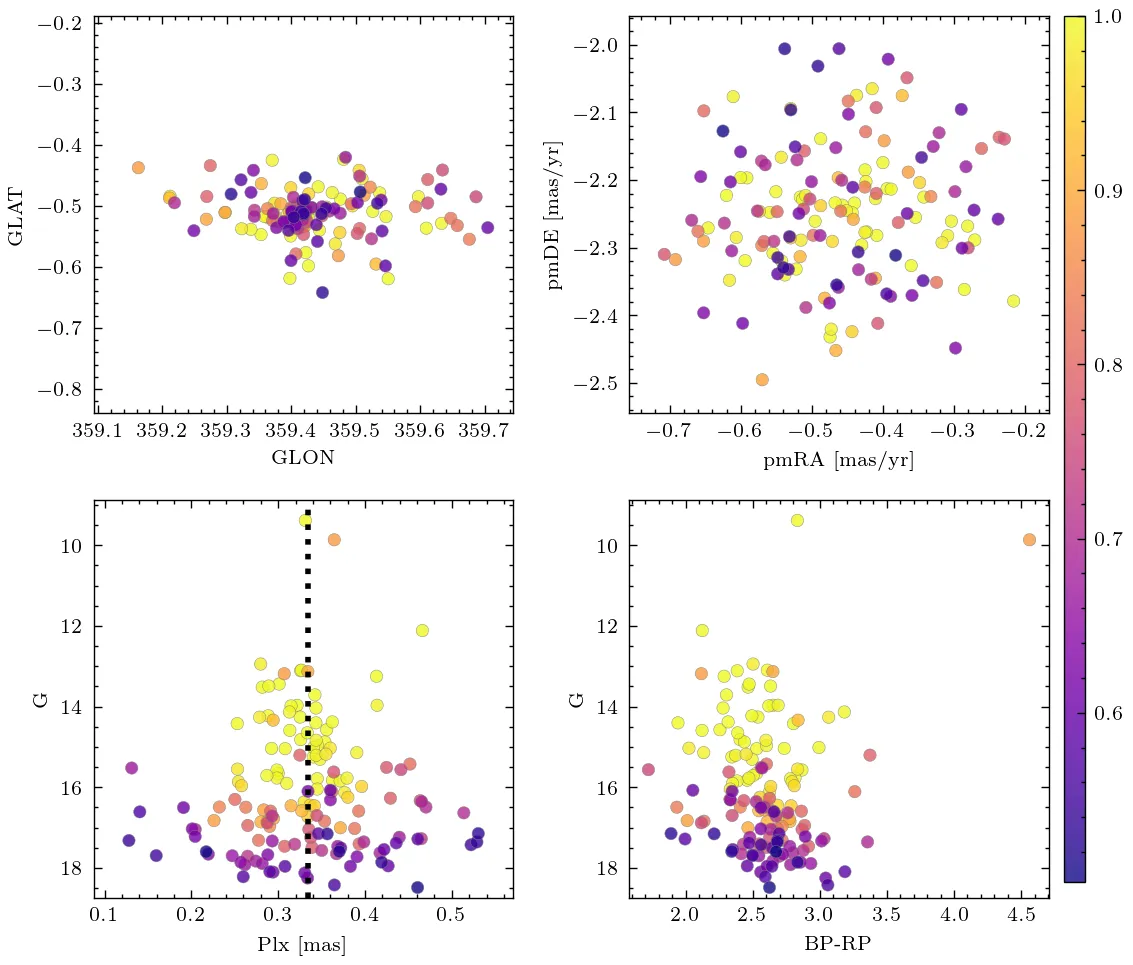 −0.2
−0.3
−0.4
−0.5
−0.6
−0.7
−0.8
GLAT
359.1 359.2 359.3 359.4 359.5 359.6 359.7
GLON
−2.0
−2.1
−2.2
−2.3
−2.4
−2.5
pmDE [mas/yr]
−0.7 −0.6 −0.5 −0.4 −0.3 −0.2
pmRA [mas/yr]
10
12
14
16
18
G
0.1 0.2 0.3 0.4 0.5
Plx [mas]
10
12
14
16
18
G
2.0 2.5 3.0 3.5 4.0 4.5
BP-RP
1.0
0.9
0.8
0.7
0.6